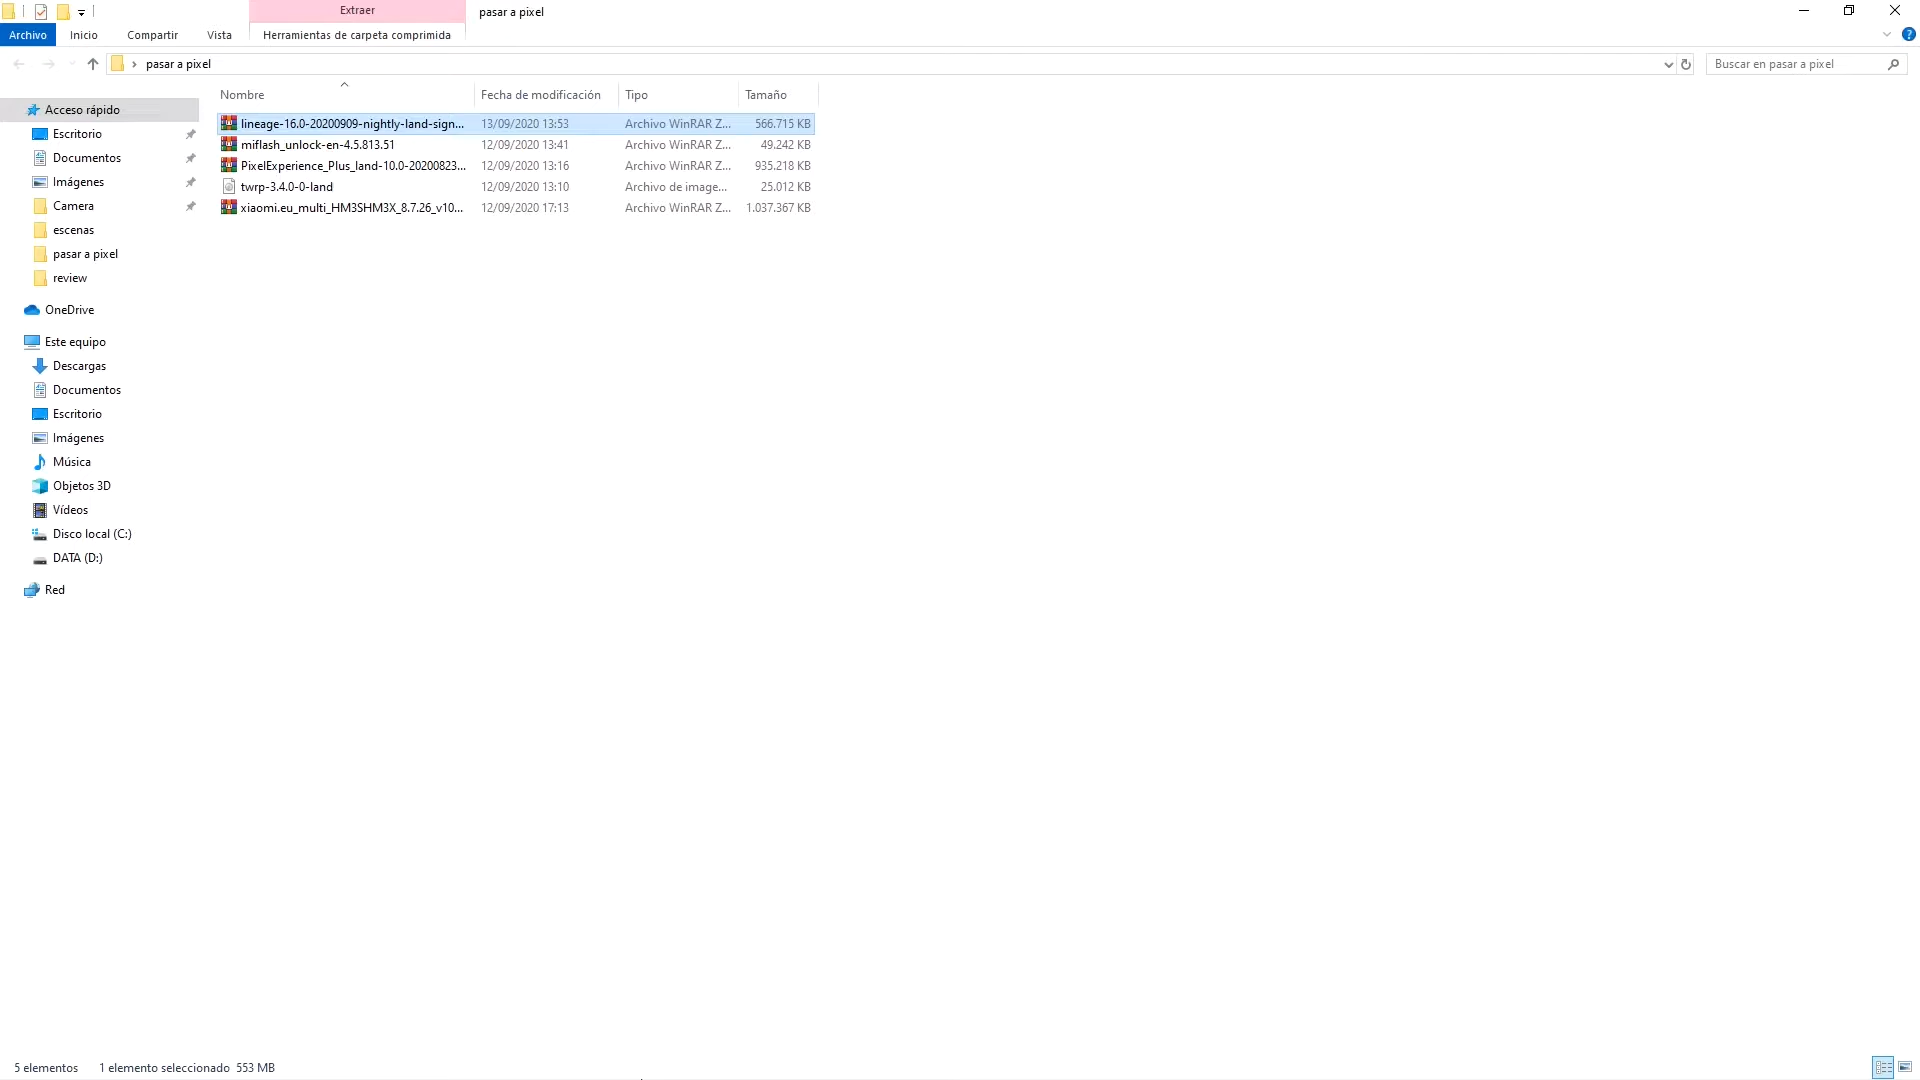 Extraer
pasar a pixel
Archivo
Inicio
Compartir
Vista
Herramientas de carpeta comprimida
pasar a pixel
Buscar en pasar a pixel
Nombre
Fecha de modificación
Tipo
Tamaño
lineage-16.0-20200909-nightly-land-sign... 13/09/2020 13:53 Archivo WinRAR Z... 566.715 KB
miflash_unlock-en-4.5.813.51 12/09/2020 13:41 Archivo WinRAR Z... 49.242 KB
PixelExperience_Plus_land-10.0-20200823... 12/09/2020 13:16 Archivo WinRAR Z... 935.218 KB
twrp-3.4.0-0-land 12/09/2020 13:10 Archivo de image... 25.012 KB
xiaomi.eu_multi_HM3SHM3X_8.7.26_v10... 12/09/2020 17:13 Archivo WinRAR Z... 1.037.367 KB
Acceso rápido
Escritorio
Documentos
Imágenes
Camera
escenas
pasar a pixel
review
OneDrive
Este equipo
Descargas
Documentos
Escritorio
Imágenes
Música
Objetos 3D
Vídeos
Disco local (C:)
DATA (D:)
Red
5 elementos
1 elemento seleccionado 553 MB